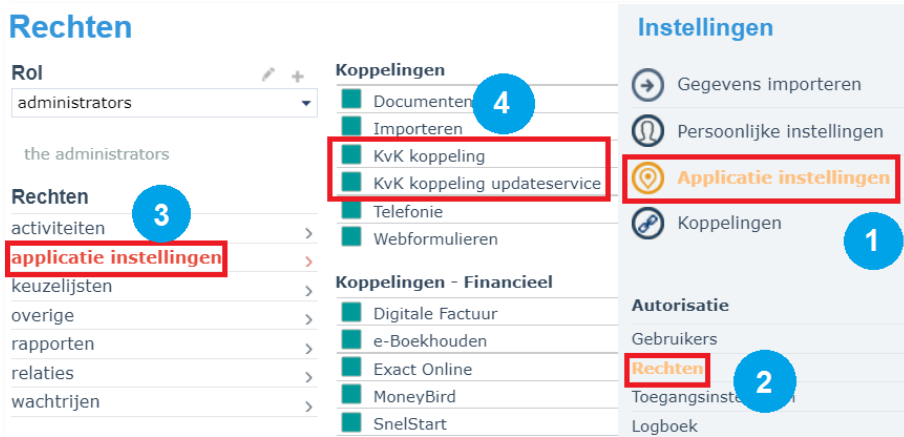 Rechten
Rol
administrators
the administrators
Rechten
activiteiten
3
applicatie instellingen
keuzelijsten
overige
rapporten
relaties
wachtrijen
Koppelingen
Documenten
4
Importeren
KvK koppeling
KvK koppeling updateservice
Telefonie
Webformulieren
Koppelingen - Financieel
Digitale Factuur
e-Boekhouden
Exact Online
MoneyBird
SnelStart
Instellingen
Gegevens importeren
Persoonlijke instellingen
Applicatie instellingen
Koppelingen
1
Autorisatie
Gebruikers
Rechten
2
Logboek